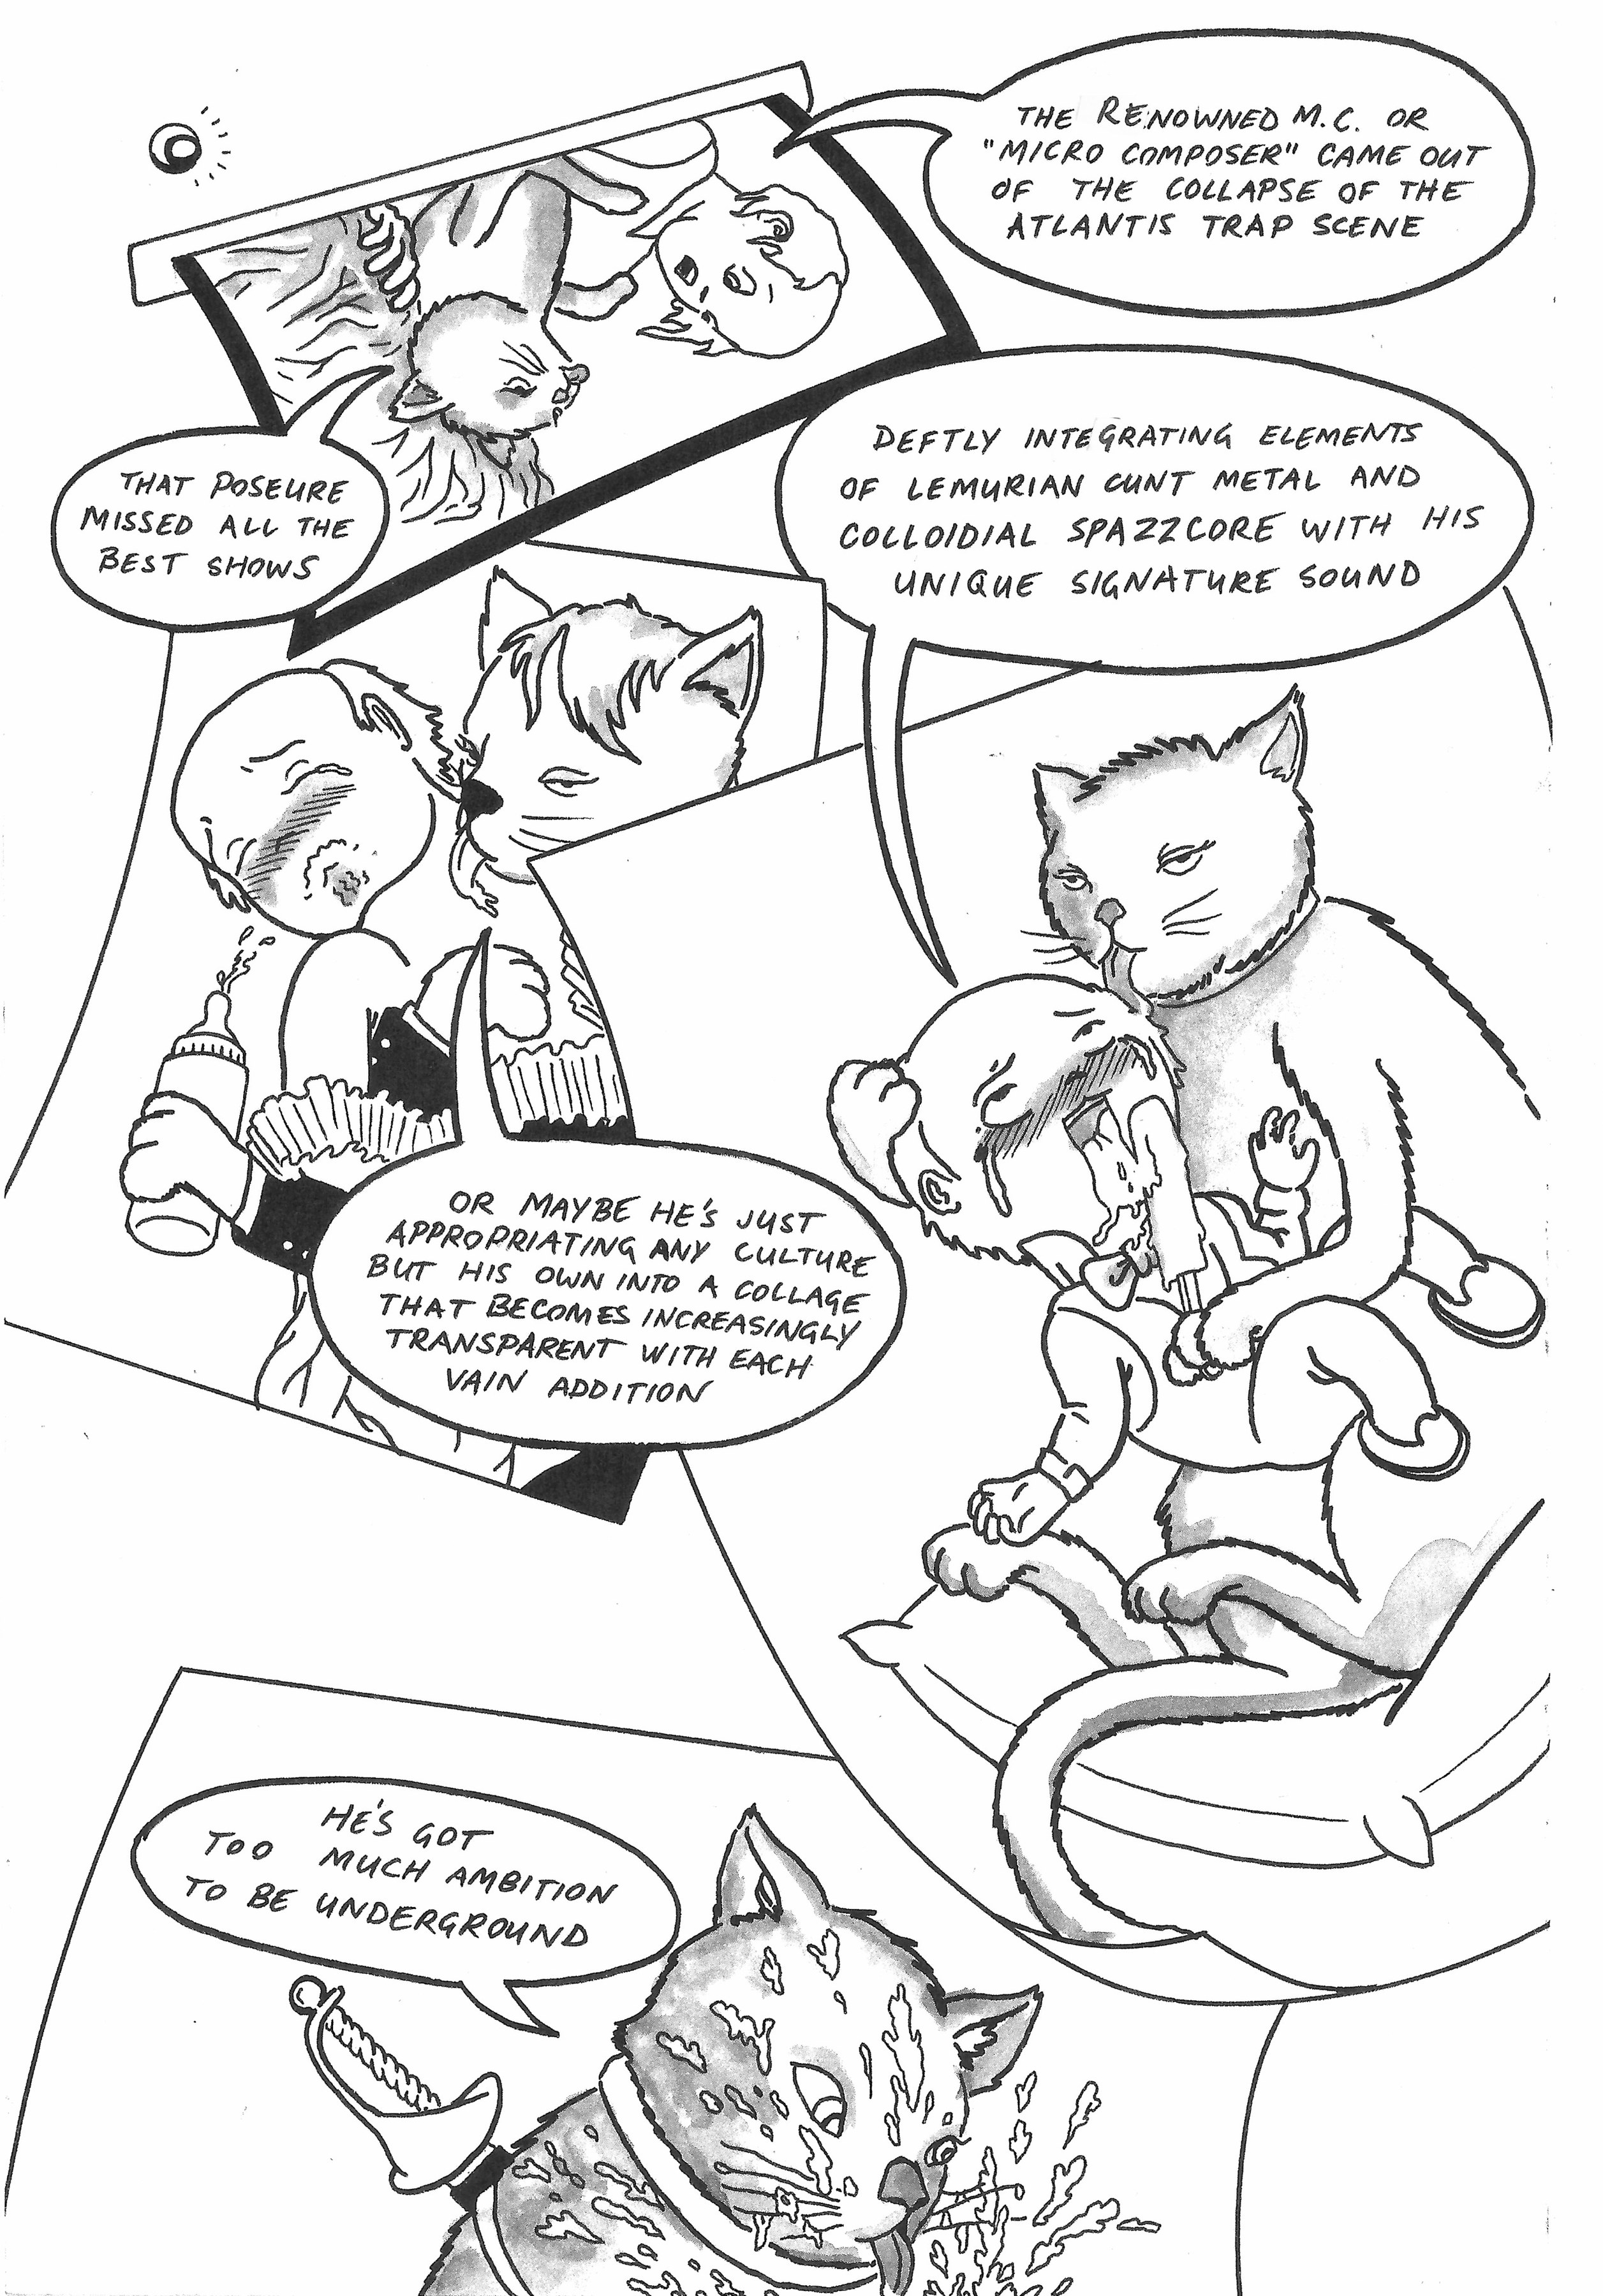 THE RENOWNED M.C. OR
"MICRO COMPOSER" CAME OUT
OF THE COLLAPSE OF THE
ATLANTIS TRAP SCENE
THAT POSEURE
MISSED ALL THE
BEST SHOWS
DEFTLY INTEGRATING ELEMENTS
OF LEMURIAN CUNT METAL AND
COLLOIDIAL SPAZZCORE WITH HIS
UNIQUE SIGNATURE SOUND
OR MAYBE HE'S JUST
APPROPRIATING ANY CULTURE
BUT HIS OWN INTO A COLLAGE
THAT BECOMES INCREASINGLY
TRANSPARENT WITH EACH
VAIN ADDITION
HE'S GOT
TOO MUCH AMBITION
TO BE UNDERGROUND